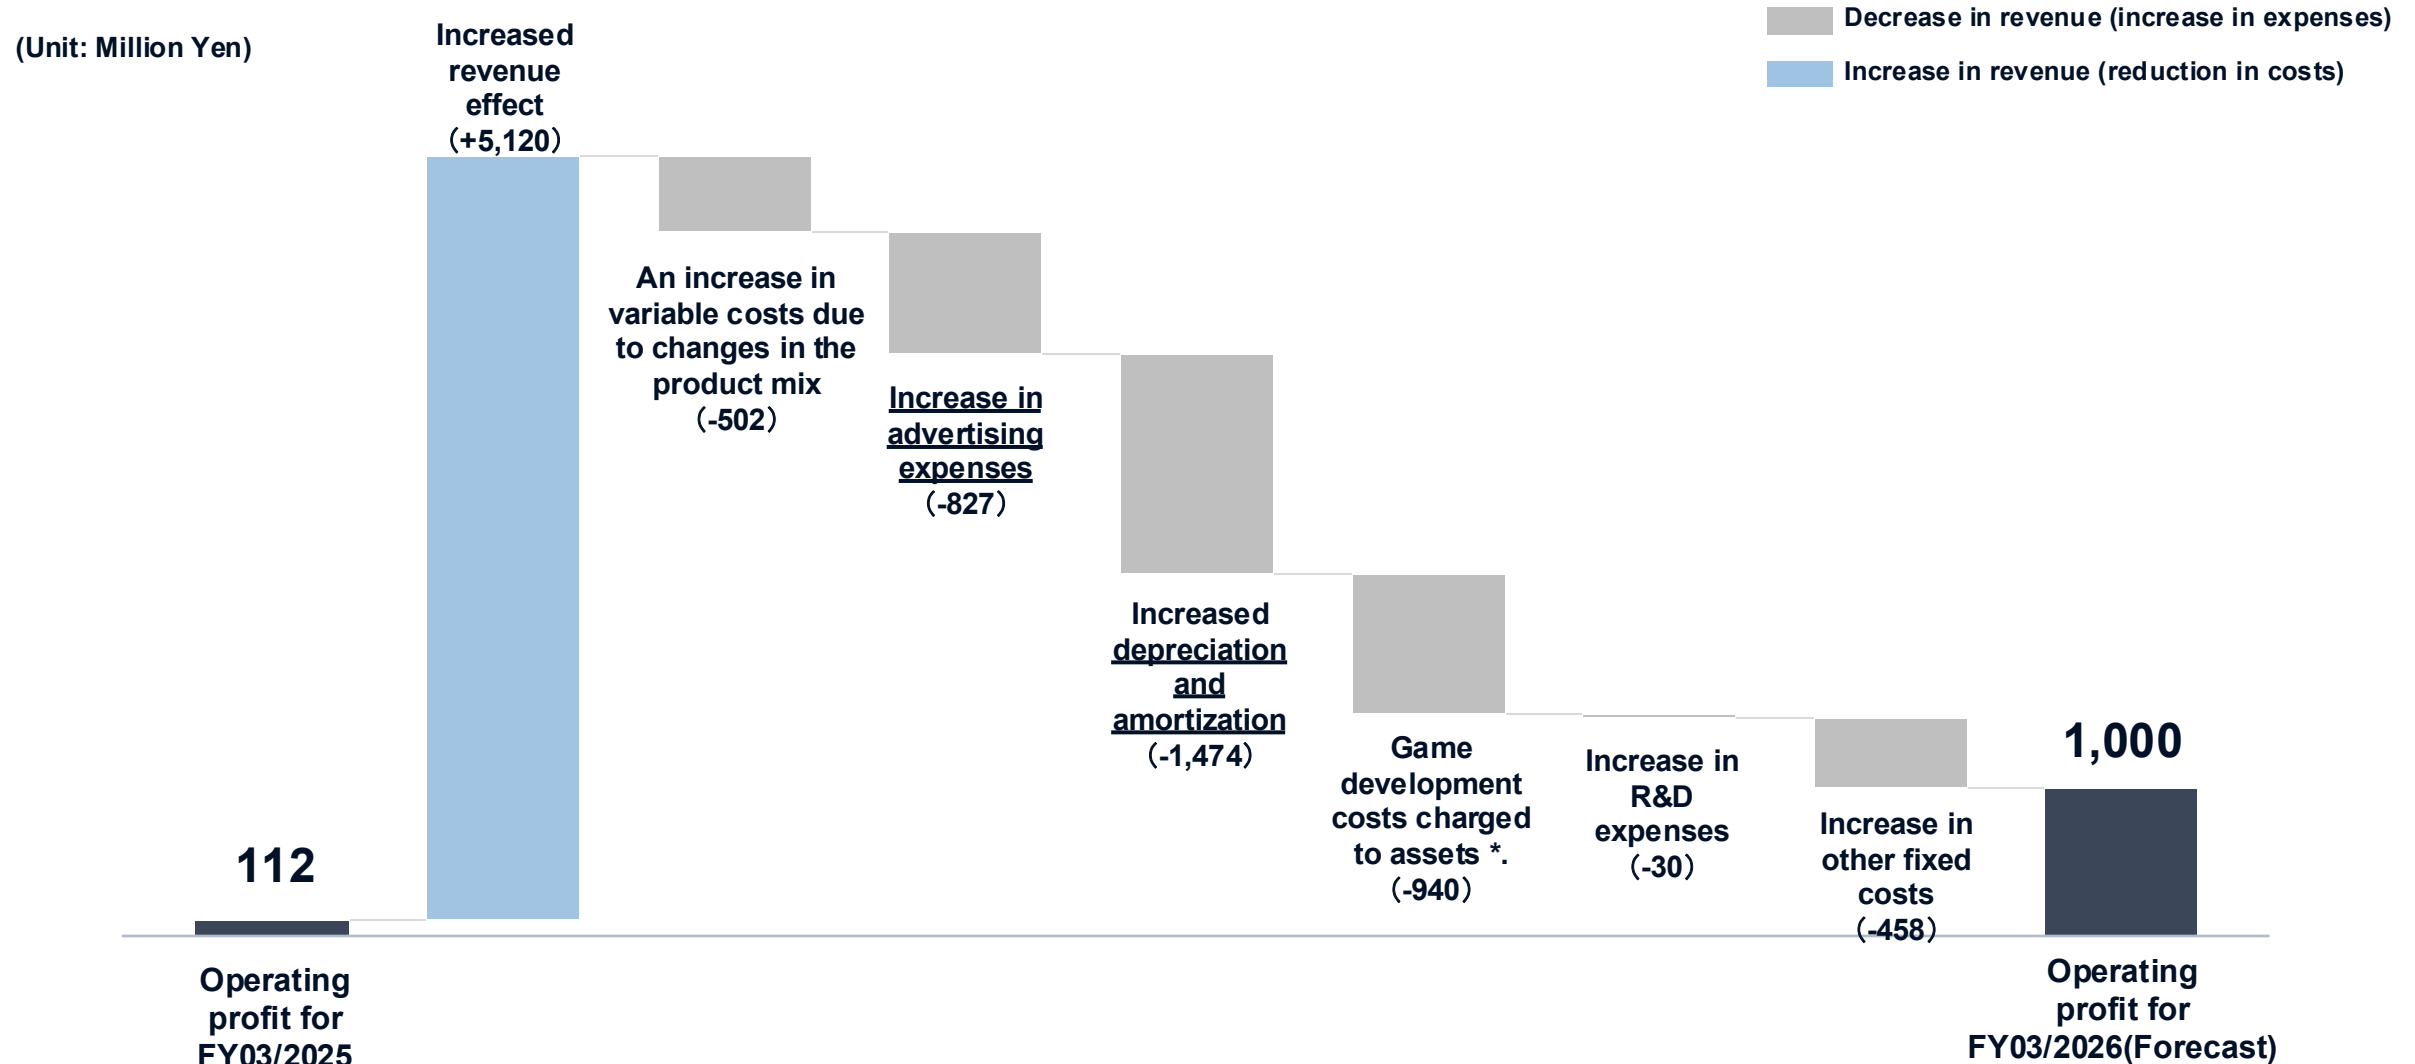 (Unit: Million Yen)
Decrease in revenue (increase in expenses)
Increase in revenue (reduction in costs)
Increased
revenue
effect
（+5,120）
An increase in
variable costs due
to changes in the
product mix
（-502）
Increase in
advertising
expenses
（-827）
Increased
depreciation
and
amortization
（-1,474）
Game
development
costs charged
to assets *.
（-940）
Increase in
R&D
expenses
（-30）
Increase in
other fixed
costs
（-458）
112
1,000
Operating
profit for
FY03/2025
Operating
profit for
FY03/2026(Forecast)